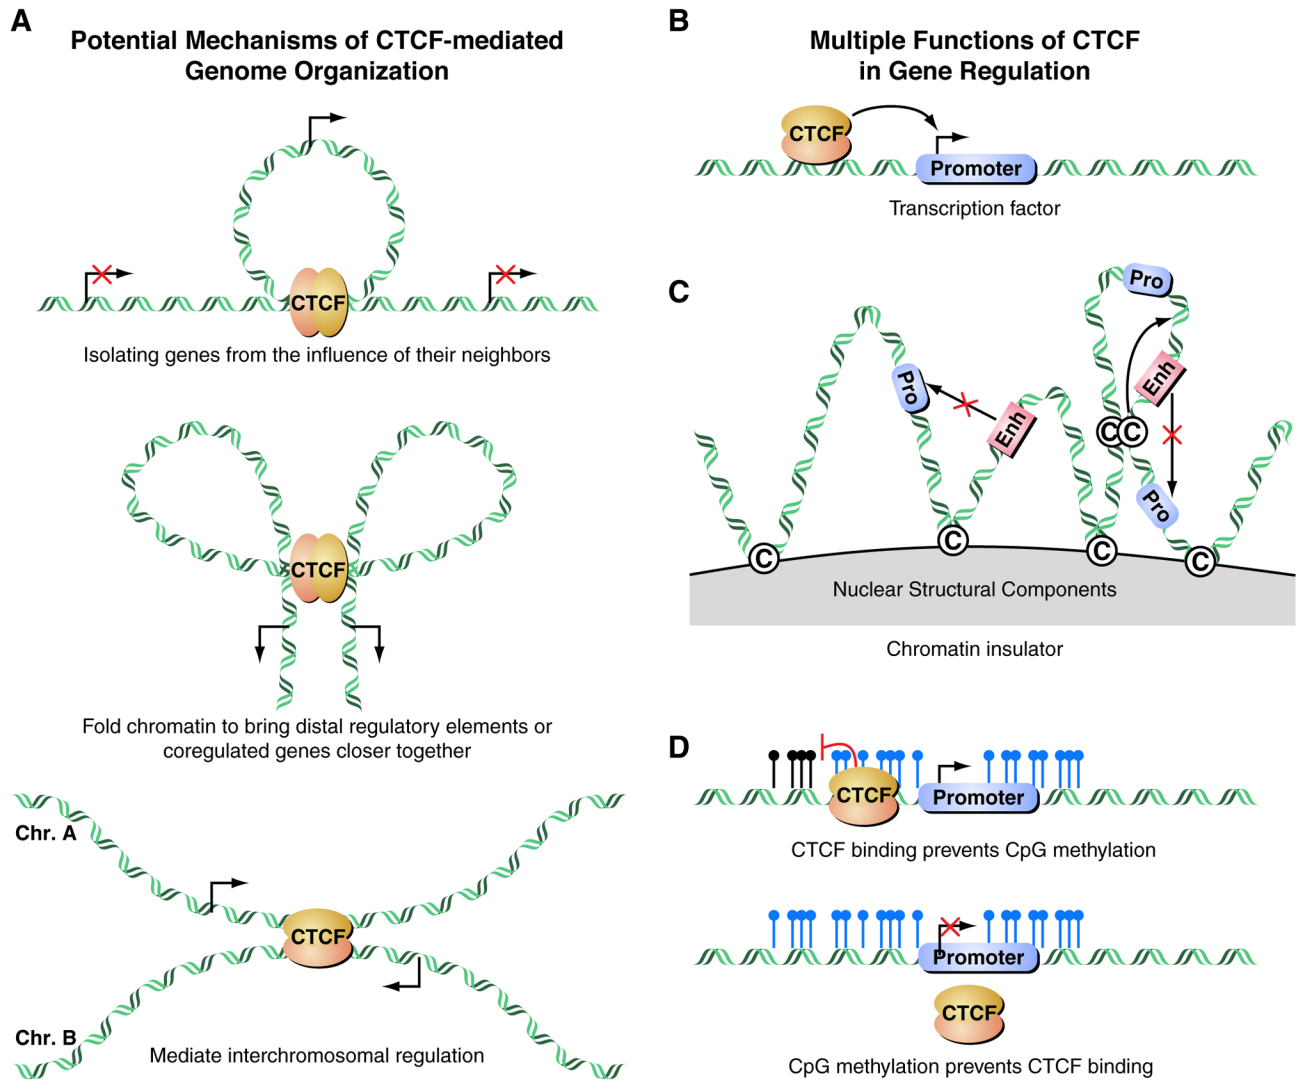 A
Potential Mechanisms of CTCF-mediated
Genome Organization
CTCF
Isolating genes from the influence of their neighbors
CTCF
Fold chromatin to bring distal regulatory elements or
coregulated genes closer together
Chr. A
CTCF
Chr. B
Mediate interchromosomal regulation
B
Multiple Functions of CTCF
in Gene Regulation
CTCF
Promoter
Transcription factor
C
Pro
Pro
Enh
Enh
C C
Pro
C
C
C
C
Nuclear Structural Components
Chromatin insulator
D
CTCF
Promoter
CTCF binding prevents CpG methylation
Promoter
CTCF
CpG methylation prevents CTCF binding